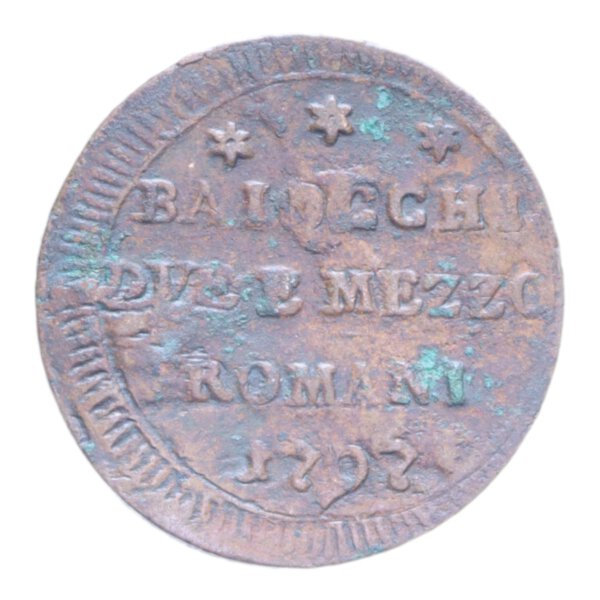 BAIOCCHI
DVE E MEZZO
ROMANI
1797